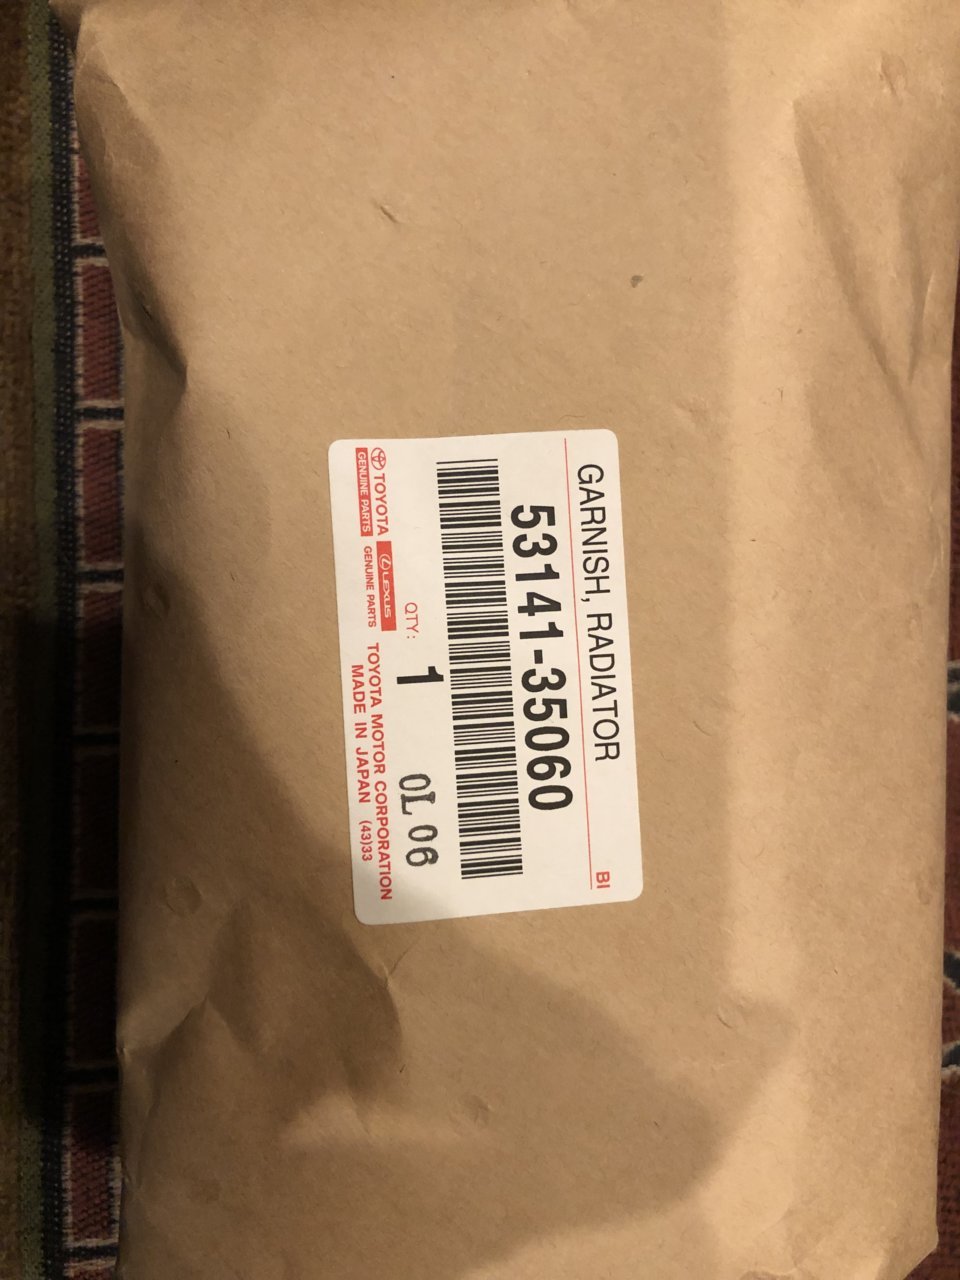 GARNISH, RADIATOR
BI
53141-35060
QTY: 1
0L 06
TOYOTA
GENUINE PARTS
LEXUS
GENUINE PARTS
TOYOTA MOTOR CORPORATION
MADE IN JAPAN (43)33